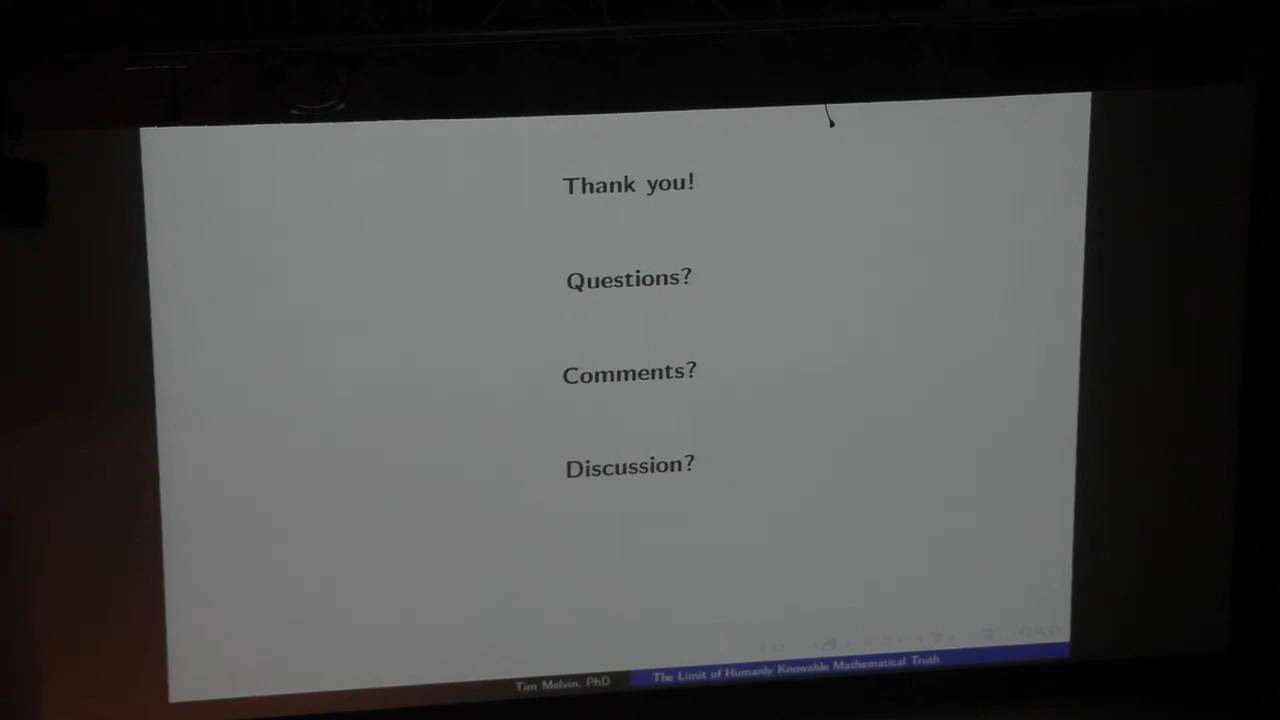 Thank you!
Questions?
Comments?
Discussion?
Tim Melvin, PhD
The Limit of Humanly Knowable Mathematical Truth